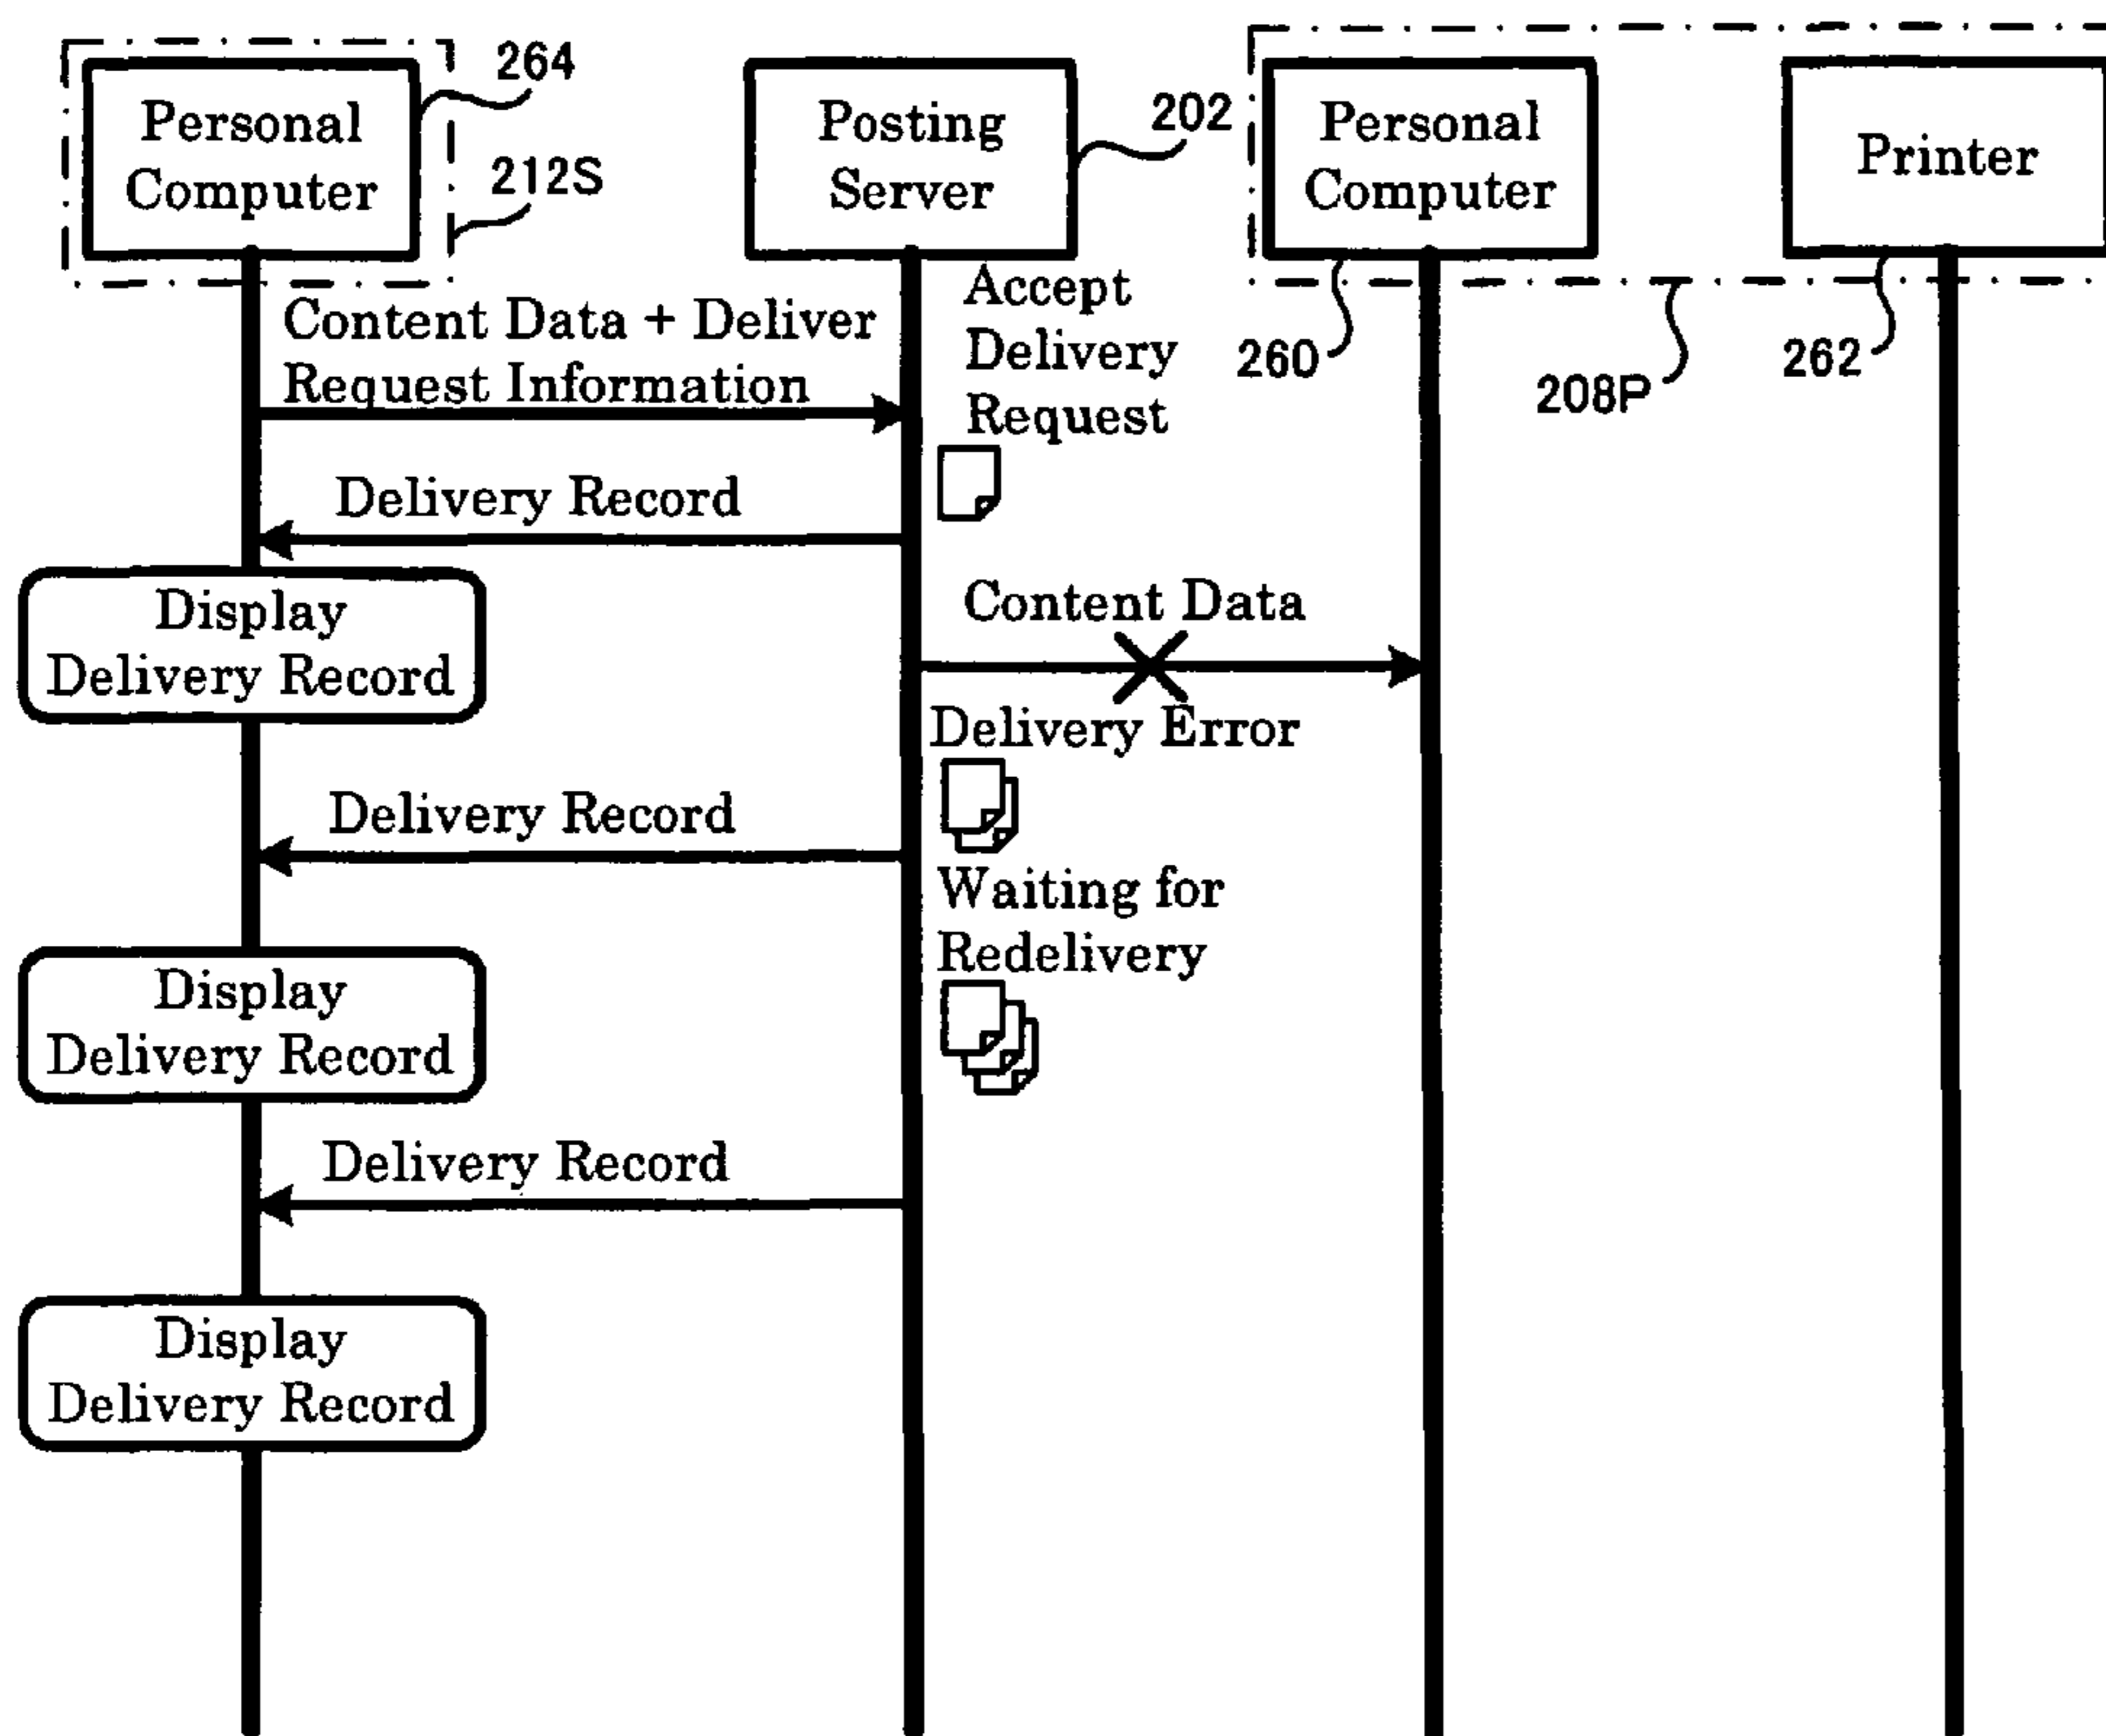 Personal
Computer
264
212S
Posting
Server
202
Personal
Computer
Printer
260
208P
262
Content Data + Deliver
Request Information
Accept
Delivery
Request
Delivery Record
Display
Delivery Record
Content Data
Delivery Error
Delivery Record
Waiting for
Redelivery
Display
Delivery Record
Delivery Record
Display
Delivery Record